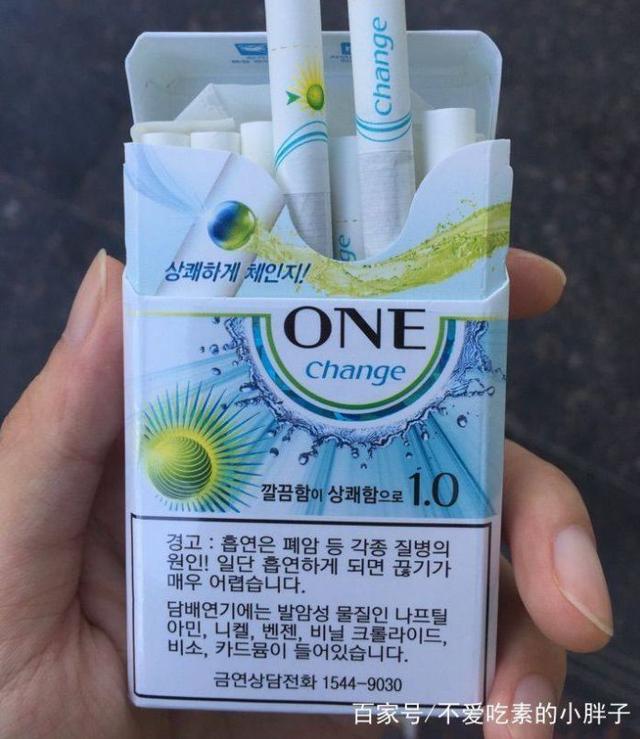 change
change
상쾌하게 체인지!
ONE
change
깔끔함이 상쾌함으로 1.0
경고 : 흡연은 폐암 등 각종 질병의
원인! 일단 흡연하게 되면 끊기가
매우 어렵습니다.
담배연기에는 발암성 물질인 나프틸
아민, 니켈, 벤젠, 비닐 크롤라이드,
비소, 카드뮴이 들어있습니다.
금연상담전화 1544-9030
百家号/不爱吃素的小胖子